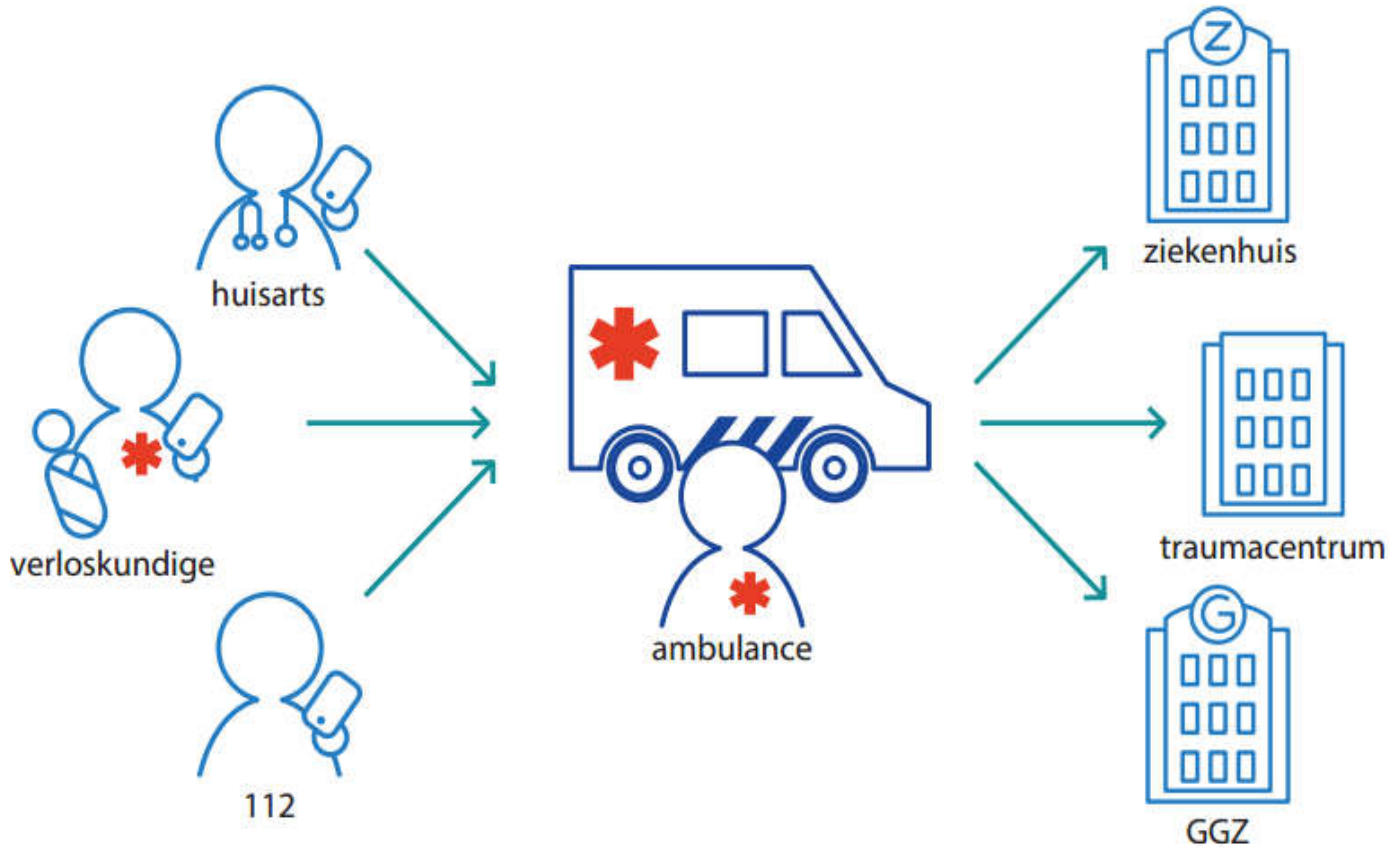 Z
huisarts
ziekenhuis
verloskundige
traumacentrum
ambulance
112
G
GGZ